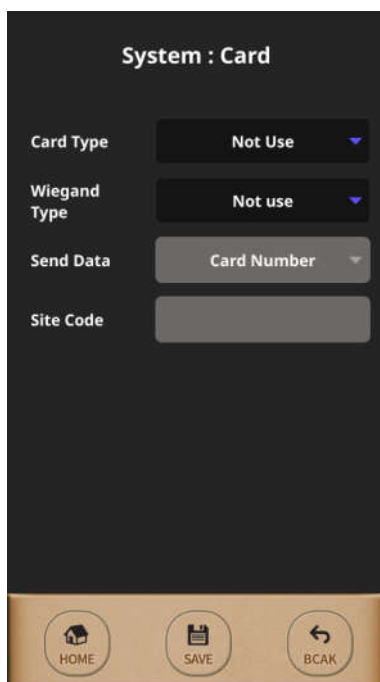 System : Card
Card Type
Not Use
Wiegand
Type
Not use
Send Data
Card Number
Site Code
HOME
SAVE
BCAK